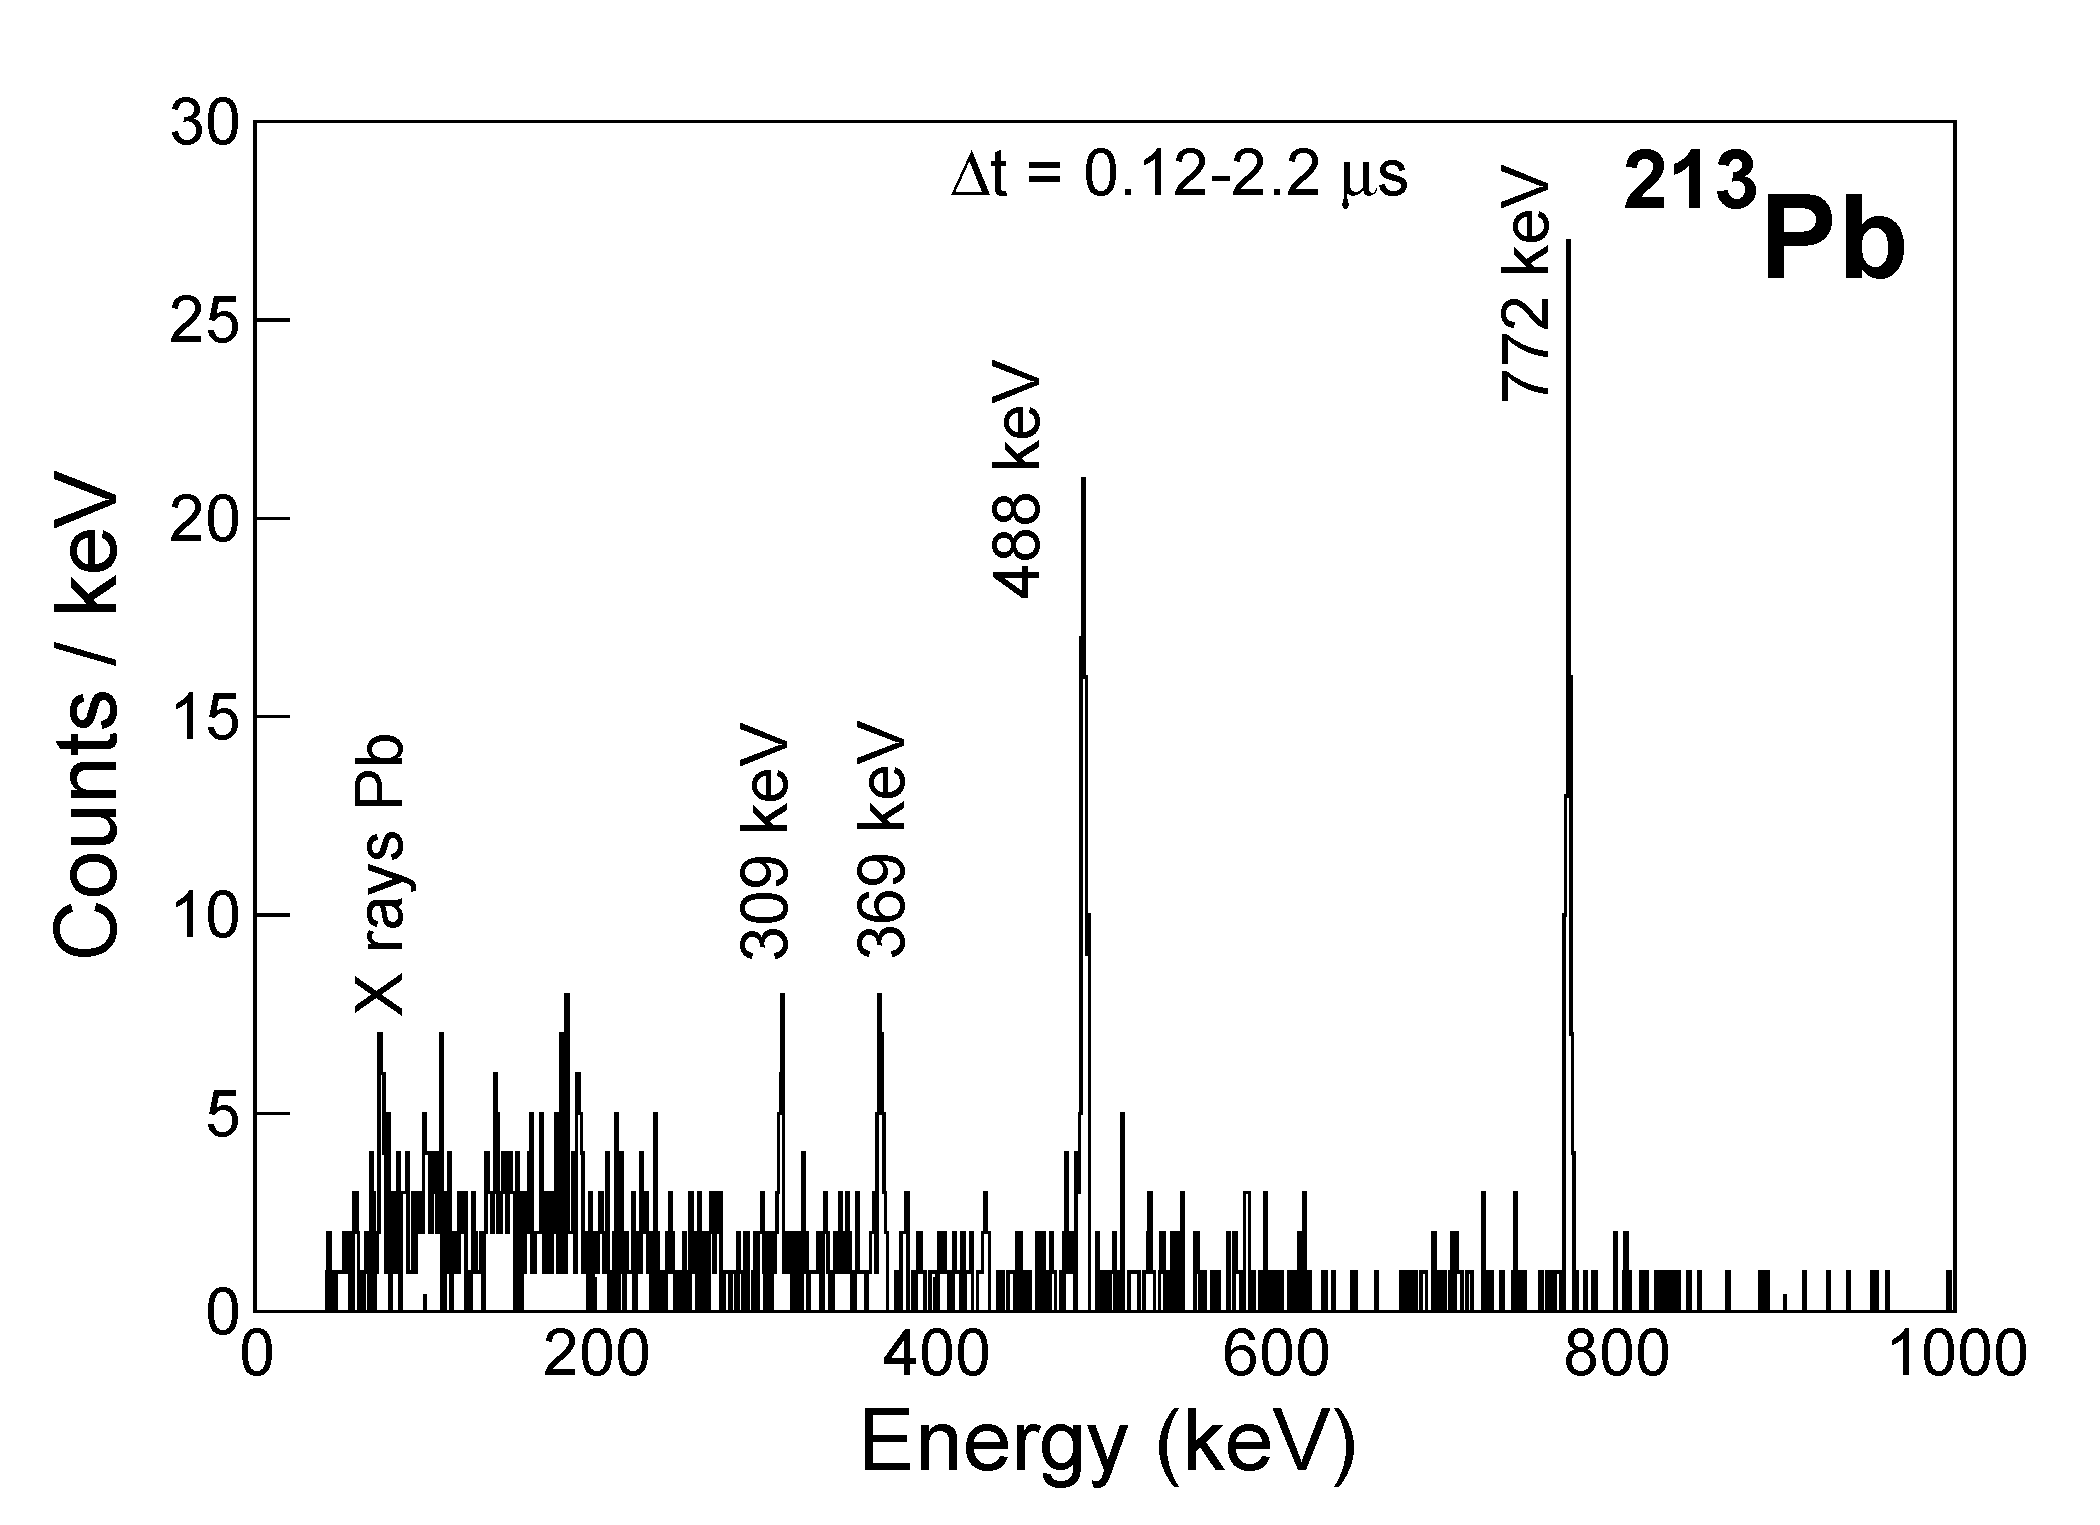 30
25
20
15
10
5
0
Counts / keV
Δt = 0.12-2.2 μs
²¹³Pb
772 keV
488 keV
309 keV
369 keV
X rays Pb
0 200 400 600 800 1000
Energy (keV)